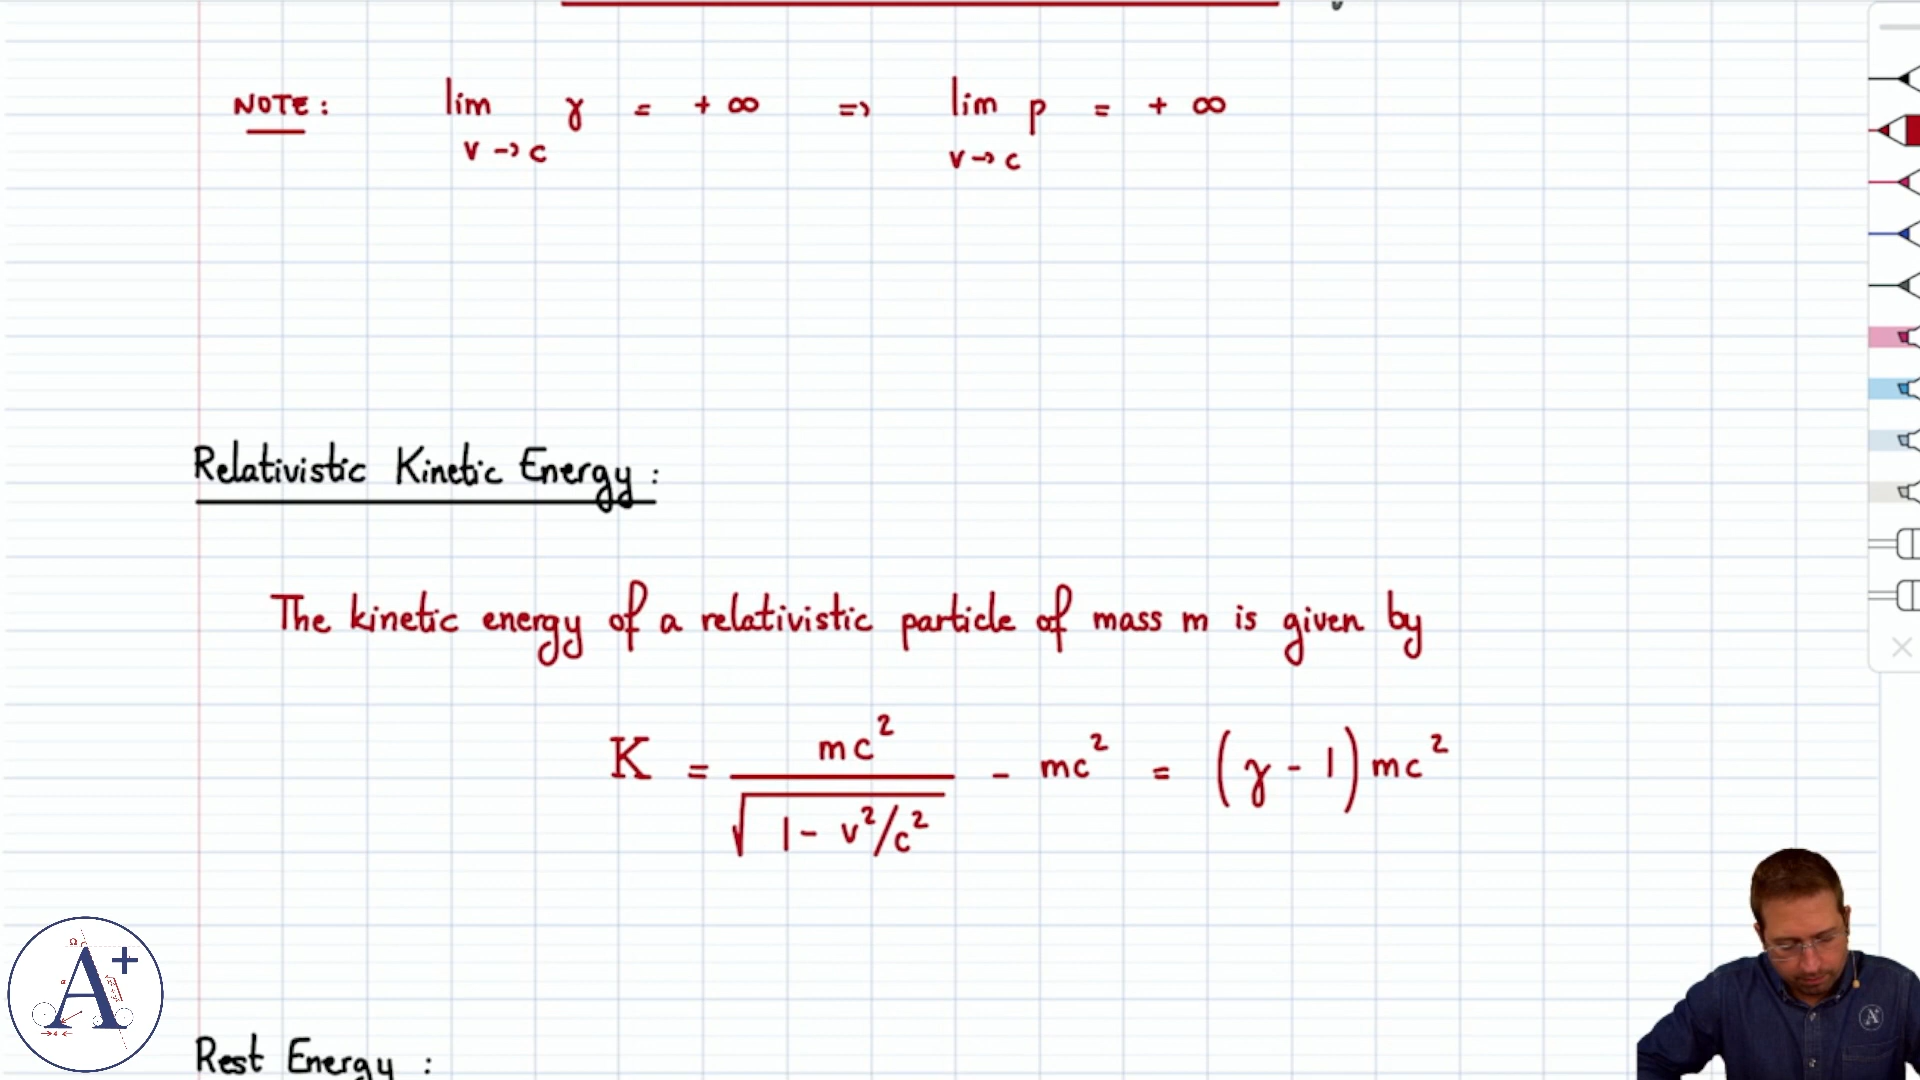 NOTE: lim γ = + ∞ => lim p = + ∞
v → c v → c
Relativistic Kinetic Energy :
The kinetic energy of a relativistic particle of mass m is given by
K = mc² / √(1 - v²/c²) - mc² = (γ - 1) mc²
A+
Rest Energy :